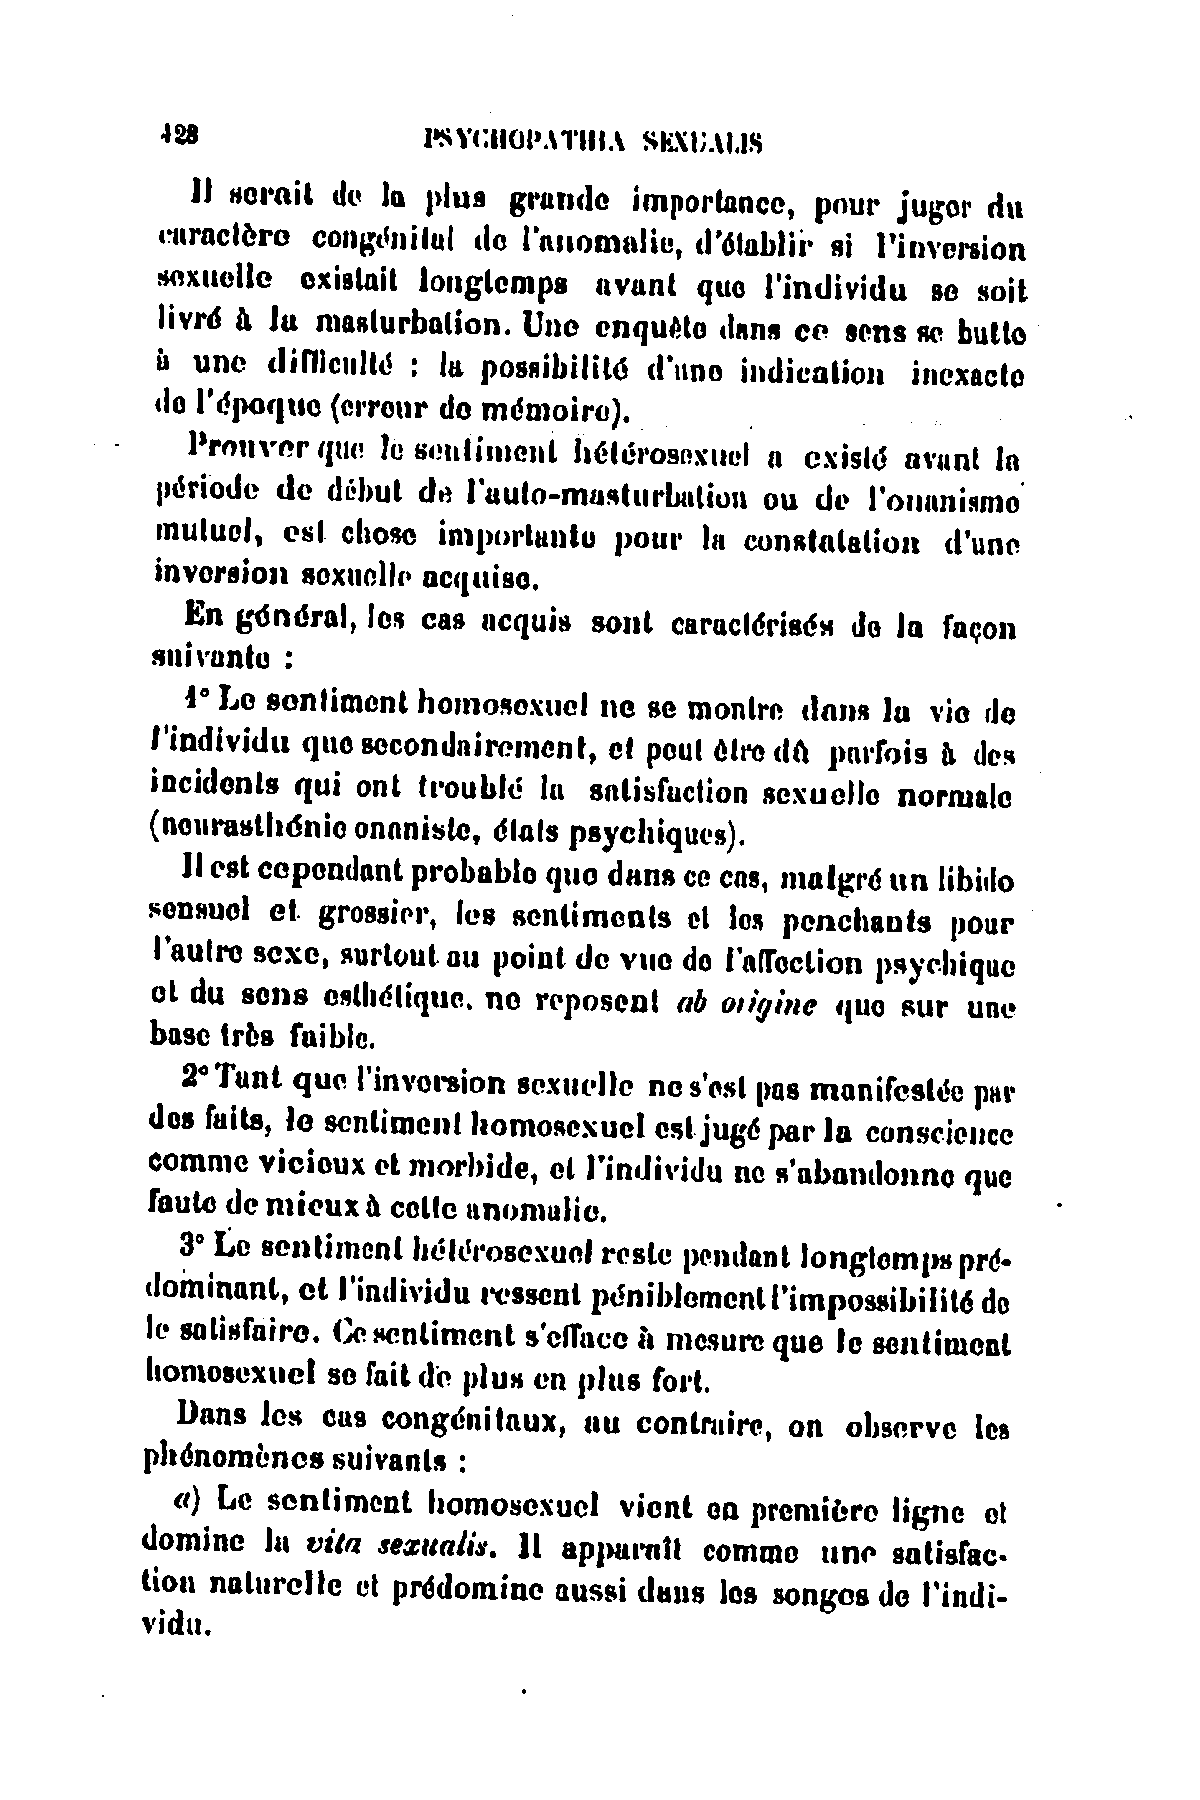 428 PSYCHOPATHIA SEXUALIS
Il serait de la plus grande importance, pour juger du
caractère congénital de l'anomalie, d'établir si l'inversion
sexuelle existait longtemps avant que l'individu se soit
livré à la masturbation. Une enquête dans ce sens se butte
à une difficulté : la possibilité d'une indication inexacte
de l'époque (erreur de mémoire).
Prouver que le sentiment hétérosexuel a existé avant la
période de début de l'auto-masturbation ou de l'onanisme
mutuel, est chose importante pour la constatation d'une
inversion sexuelle acquise.
En général, les cas acquis sont caractérisés de la façon
suivante :
1° Le sentiment homosexuel ne se montre dans la vie de
l'individu que secondairement, et peut être dû parfois à des
incidents qui ont troublé la satisfaction sexuelle normale
(neurasthénie onaniste, états psychiques).
Il est cependant probable que dans ce cas, malgré un libido
sensuel et grossier, les sentiments et les penchants pour
l'autre sexe, surtout au point de vue de l'affection psychique
et du sens esthétique, ne reposent ab origine que sur une
base très faible.
2° Tant que l'inversion sexuelle ne s'est pas manifestée par
des faits, le sentiment homosexuel est jugé par la conscience
comme vicieux et morbide, et l'individu ne s'abandonne que
faute de mieux à cette anomalie.
3° Le sentiment hétérosexuel reste pendant longtemps pré-
dominant, et l'individu ressent péniblement l'impossibilité de
le satisfaire. Ce sentiment s'efface à mesure que le sentiment
homosexuel se fait de plus en plus fort.
Dans les cas congénitaux, au contraire, on observe les
phénomènes suivants :
a) Le sentiment homosexuel vient en première ligne et
domine la vita sexualis. Il apparaît comme une satisfac-
tion naturelle et prédomine aussi dans les songes de l'indi-
vidu.